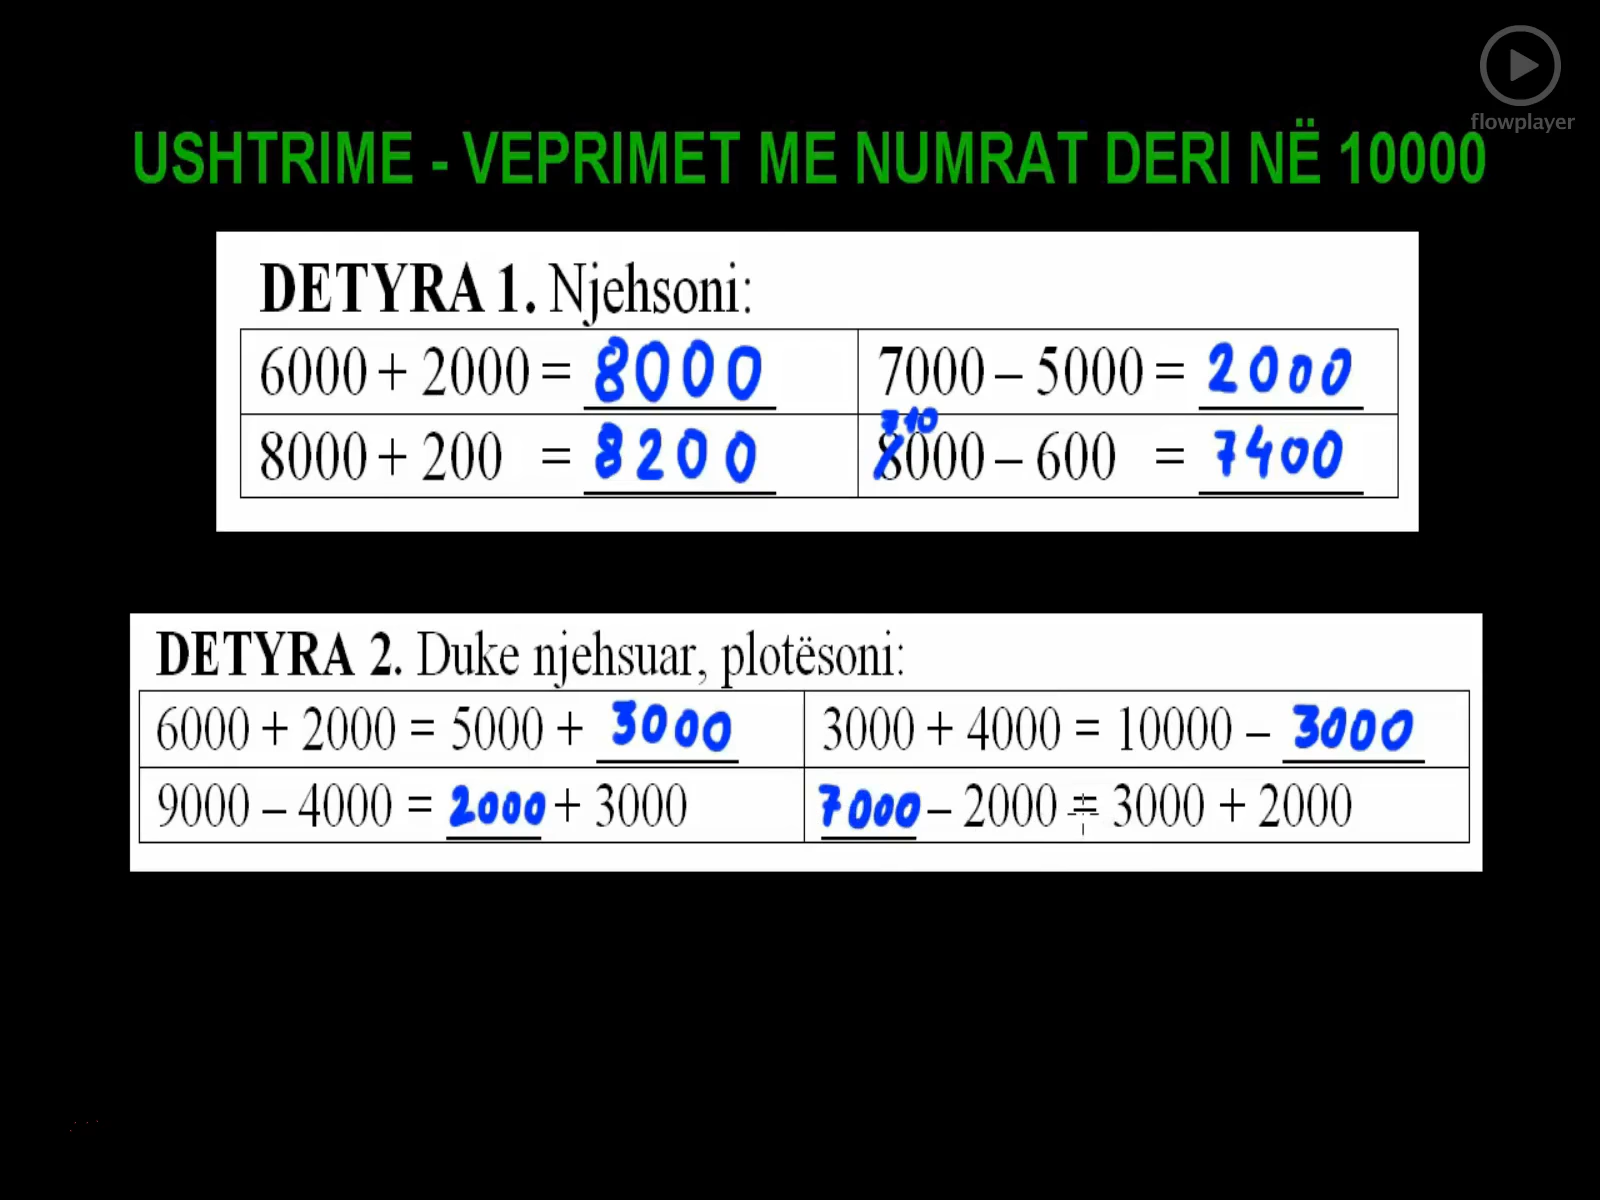 flowplayer
USHTRIME - VEPRIMET ME NUMRAT DERI NË 10000
DETYRA 1. Njehsoni:
6000 + 2000 = 8000 7000 – 5000 = 2000
7 10
8000 + 200 = 8200 8000 – 600 = 7400
DETYRA 2. Duke njehsuar, plotësoni:
6000 + 2000 = 5000 + 3000 3000 + 4000 = 10000 – 3000
9000 – 4000 = 2000 + 3000 7000 – 2000 = 3000 + 2000